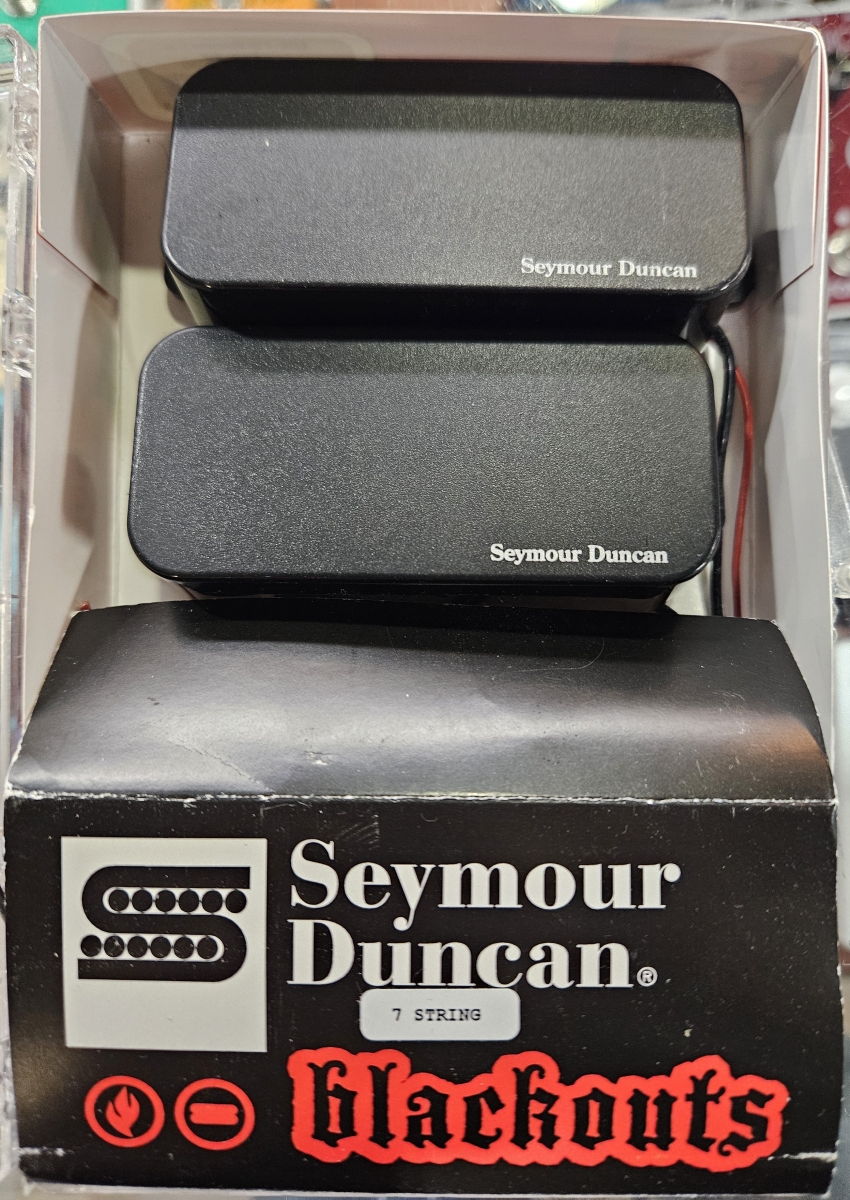 Seymour Duncan
Seymour Duncan
Seymour
Duncan®
7 STRING
blackouts